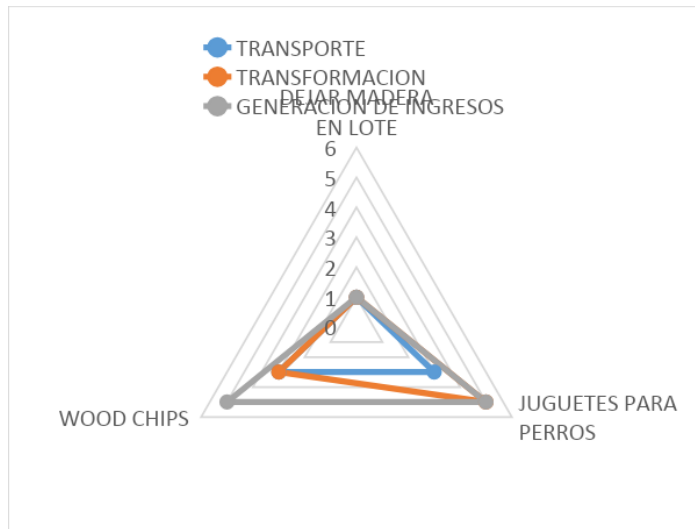 TRANSPORTE
TRANSFORMACION
GENERACION DE INGRESOS
DEJAR MADERA
EN LOTE
6
5
4
3
2
1
0
JUGUETES PARA
PERROS
WOOD CHIPS